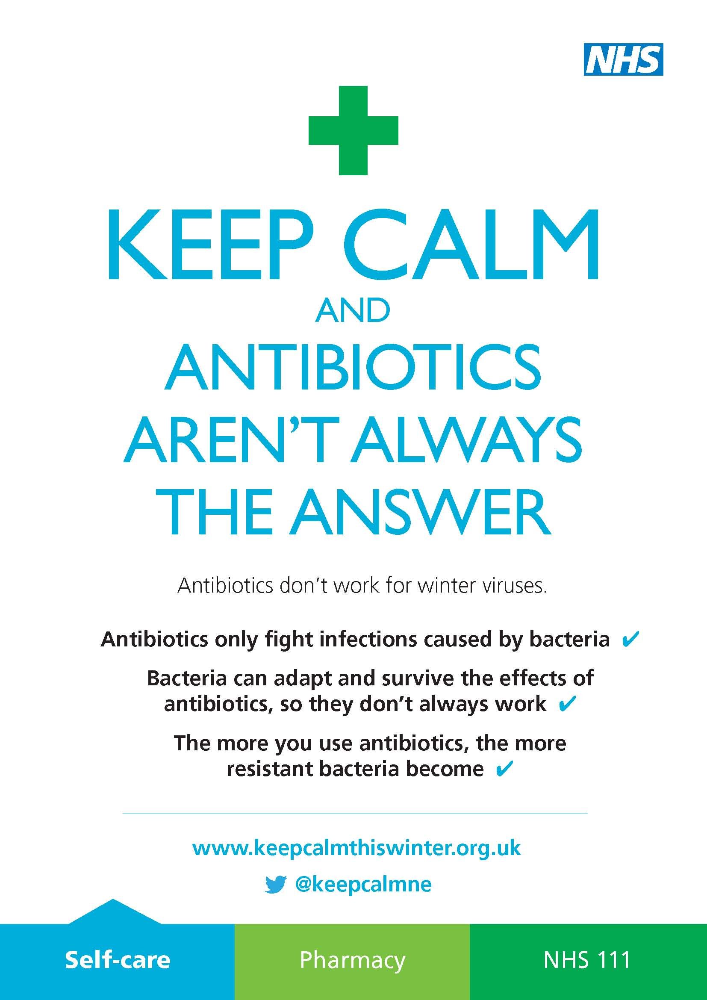 NHS
KEEP CALM
AND
ANTIBIOTICS
AREN’T ALWAYS
THE ANSWER
Antibiotics don’t work for winter viruses.
Antibiotics only fight infections caused by bacteria ✔
Bacteria can adapt and survive the effects of
antibiotics, so they don’t always work ✔
The more you use antibiotics, the more
resistant bacteria become ✔
www.keepcalmthiswinter.org.uk
@keepcalmne
Self-care
Pharmacy
NHS 111